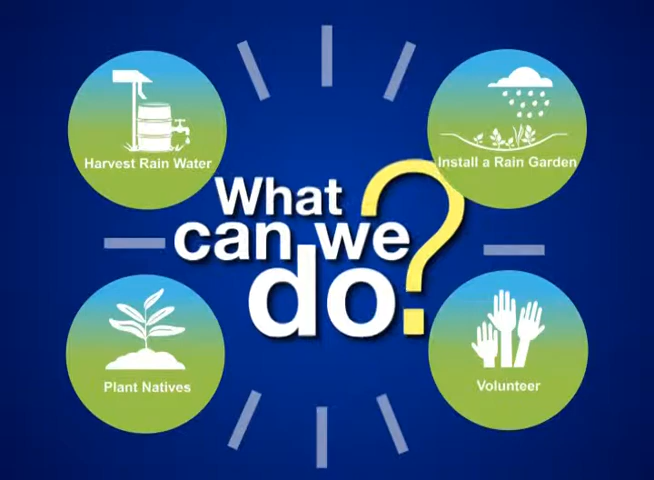 Harvest Rain Water
Install a Rain Garden
What
can we
do?
Plant Natives
Volunteer